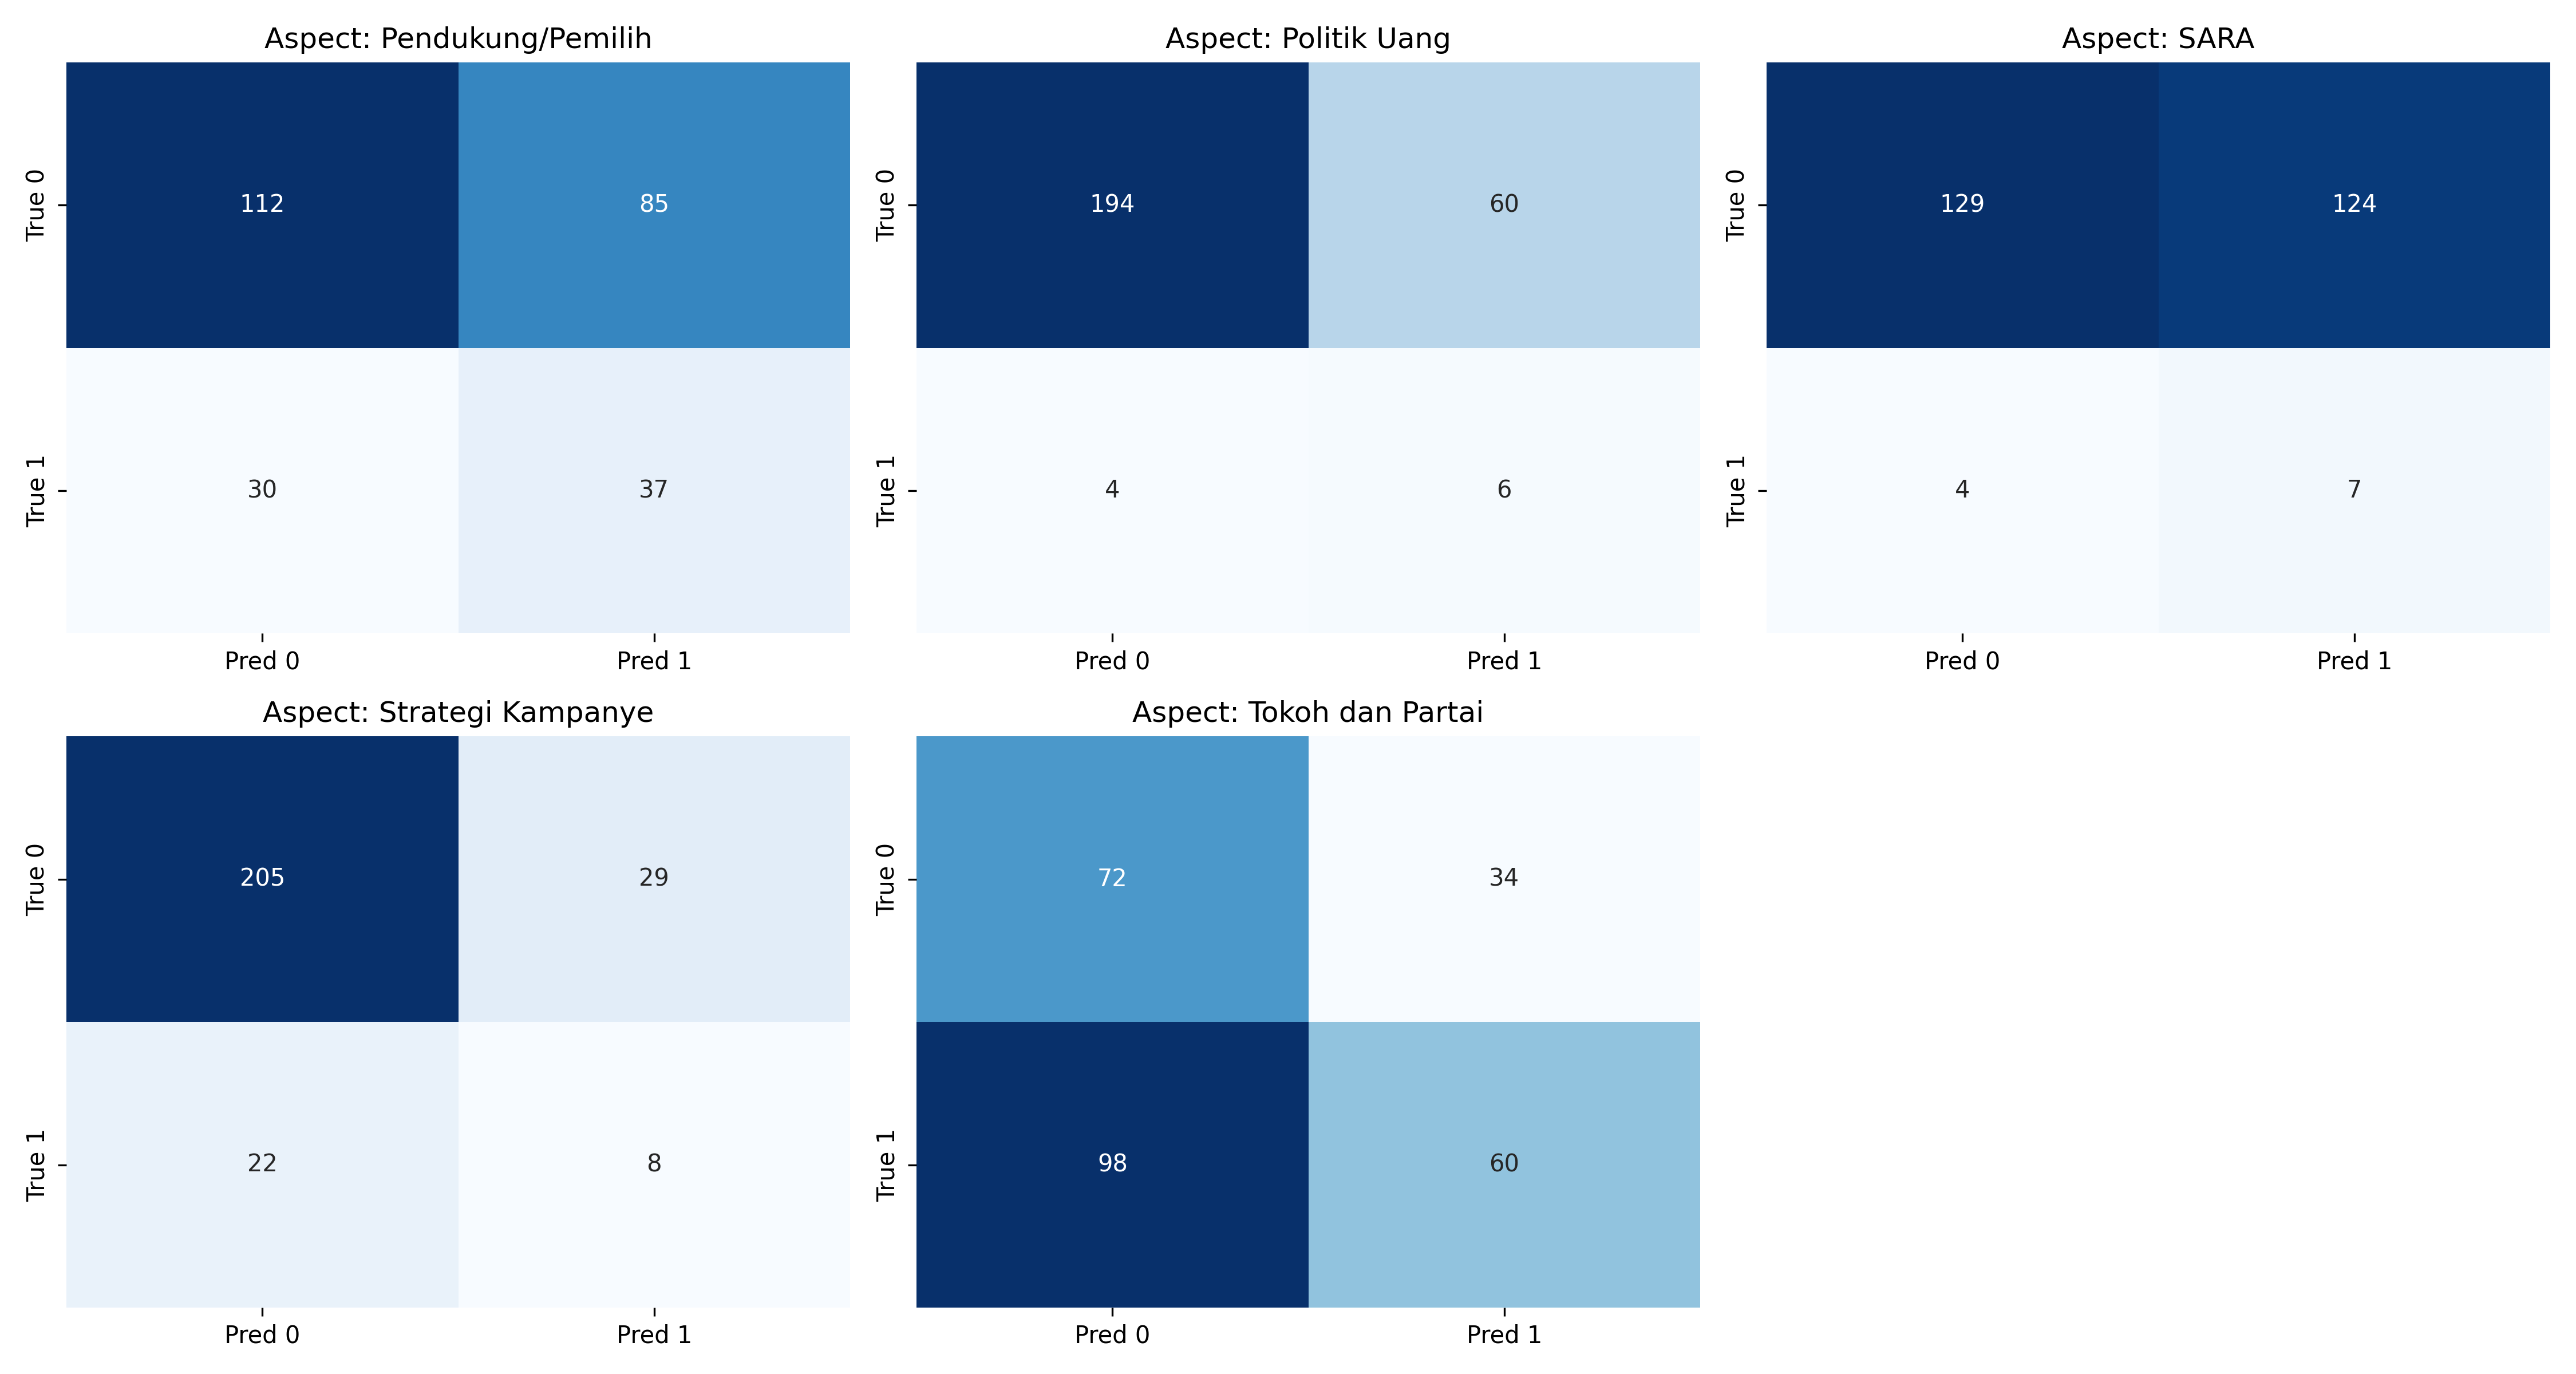 Aspect: Pendukung/Pemilih
True 0
112
85
True 1
30
37
Pred 0
Pred 1
Aspect: Politik Uang
True 0
194
60
True 1
4
6
Pred 0
Pred 1
Aspect: SARA
True 0
129
124
True 1
4
7
Pred 0
Pred 1
Aspect: Strategi Kampanye
True 0
205
29
True 1
22
8
Pred 0
Pred 1
Aspect: Tokoh dan Partai
True 0
72
34
True 1
98
60
Pred 0
Pred 1